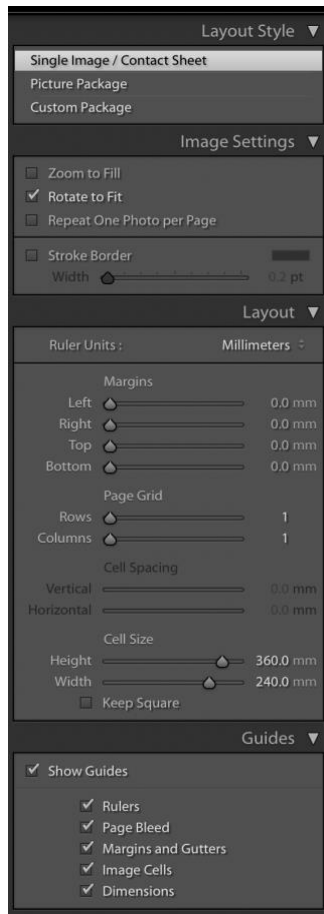 Layout Style ▼
Single Image / Contact Sheet
Picture Package
Custom Package
Image Settings ▼
Zoom to Fill
Rotate to Fit
Repeat One Photo per Page
Stroke Border
Width 0.2 pt
Layout ▼
Ruler Units : Millimeters
Margins
Left 0.0 mm
Right 0.0 mm
Top 0.0 mm
Bottom 0.0 mm
Page Grid
Rows 1
Columns 1
Cell Spacing
Vertical 0.0 mm
Horizontal 0.0 mm
Cell Size
Height 360.0 mm
Width 240.0 mm
Keep Square
Guides ▼
Show Guides
Rulers
Page Bleed
Margins and Gutters
Image Cells
Dimensions